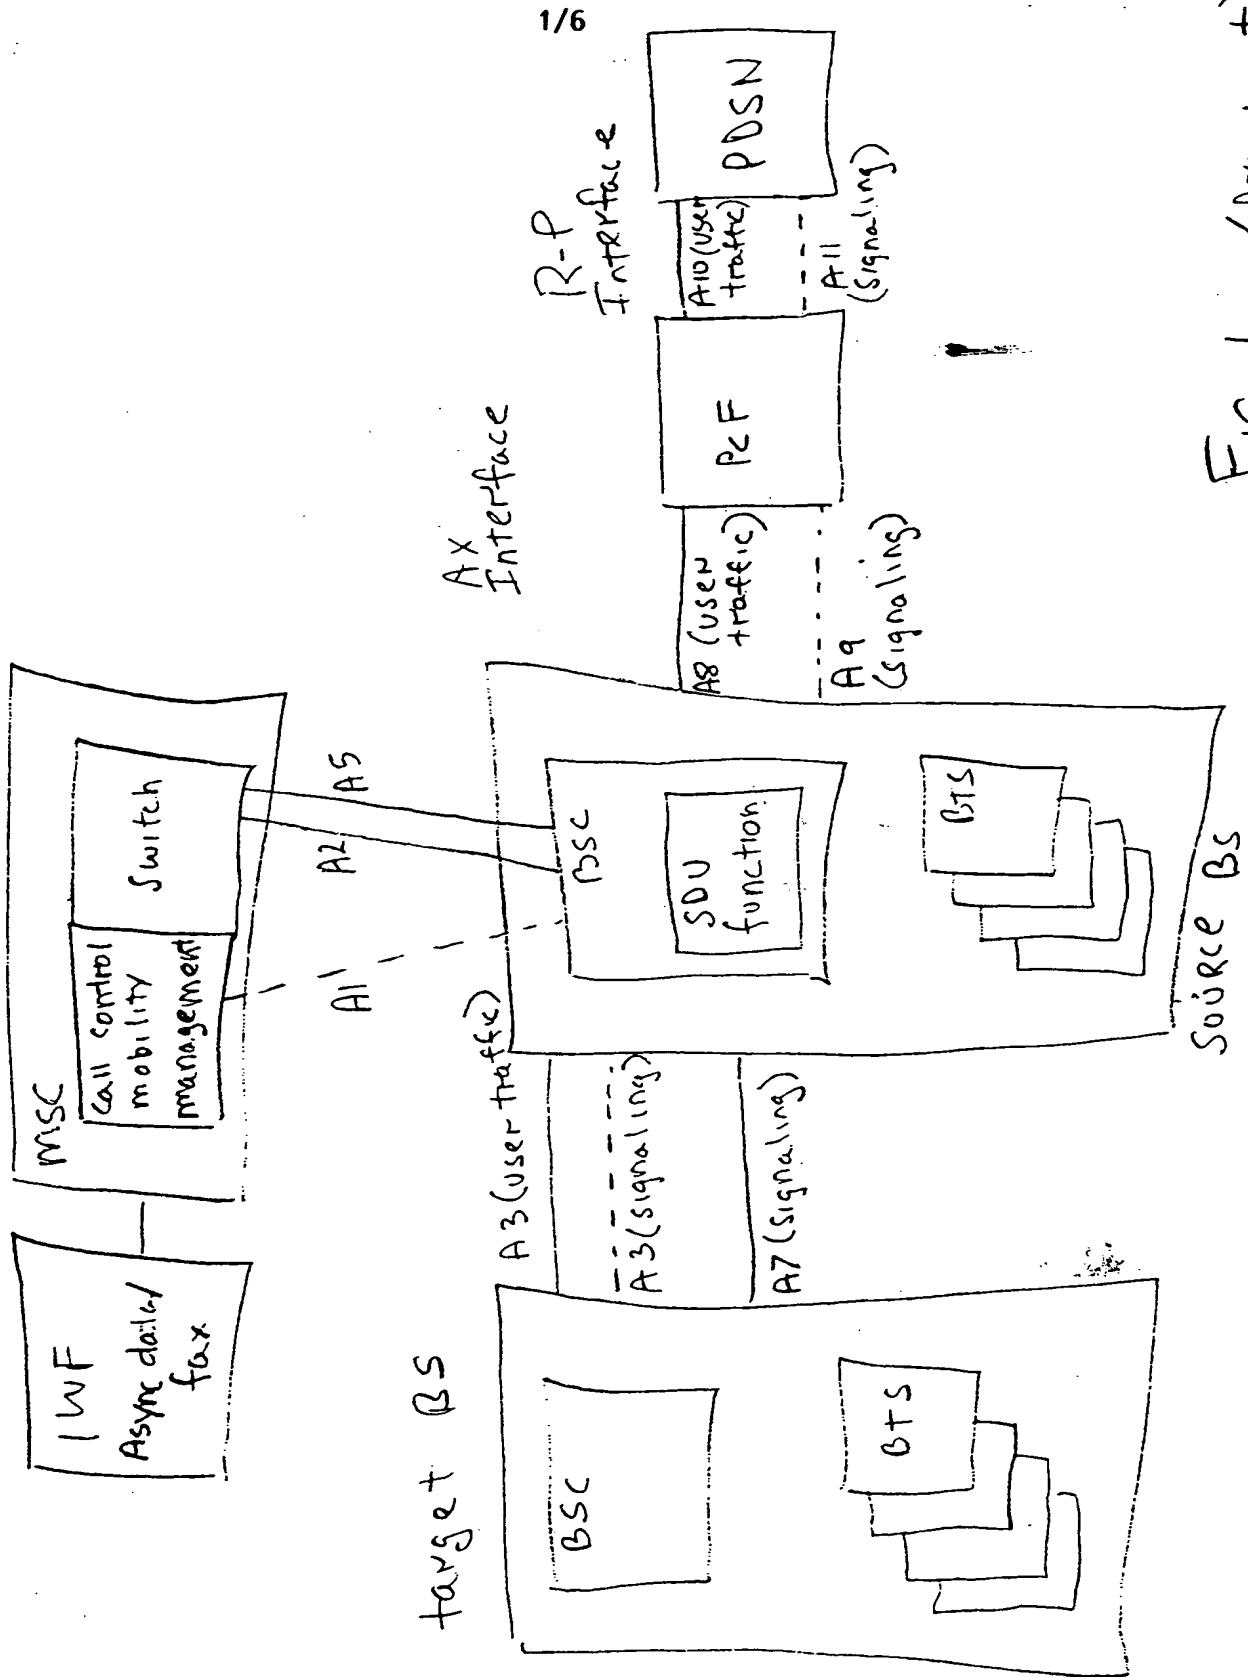 1/6
IWF
Async data/
fax
MSC
Call control
mobility
management
Switch
A1
A2
A5
target BS
BSC
BTS
A3 (user traffic)
A3 (signaling)
A7 (signaling)
BSC
SDU
function
BTS
SOURCE BS
Ax
Interface
A8 (user
traffic)
A9
(signaling)
PCF
R-P
Interface
A10 (user
traffic)
A11
(signaling)
PDSN